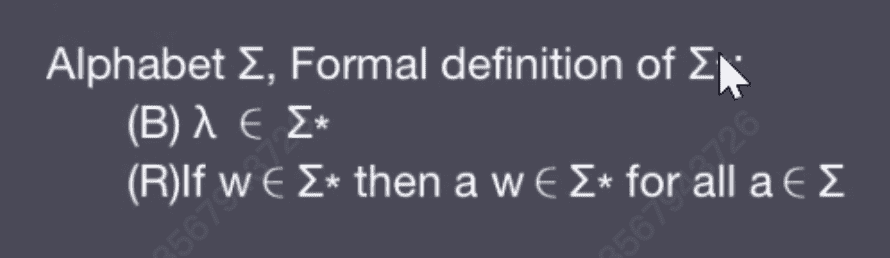 Alphabet Σ, Formal definition of Σ
(B) λ ∈ Σ*
(R)If w ∈ Σ* then a w ∈ Σ* for all a ∈ Σ